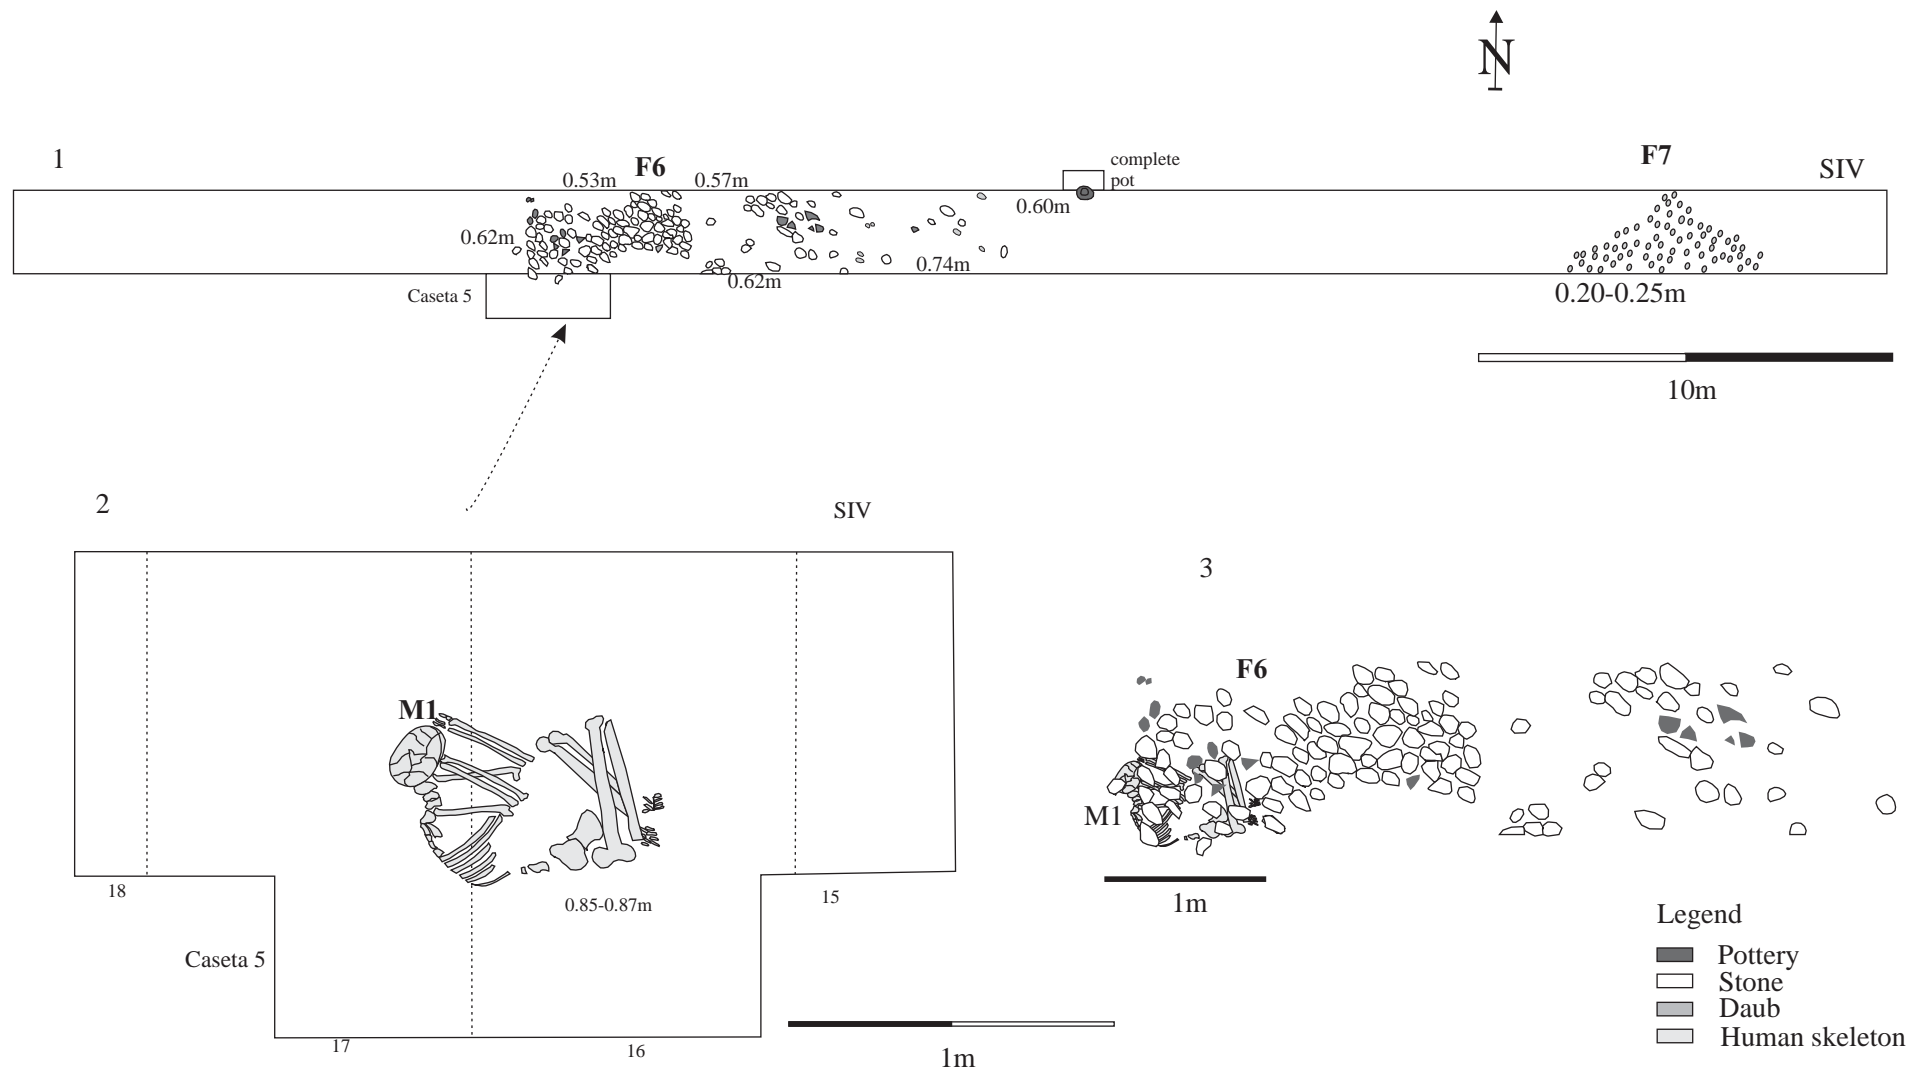 N
1
F6
F7
SIV
complete
pot
0.53m
0.57m
0.60m
0.62m
0.74m
0.62m
0.20-0.25m
Caseta 5
10m
2
SIV
3
F6
M1
M1
18
0.85-0.87m
15
1m
Caseta 5
17
16
1m
Legend
Pottery
Stone
Daub
Human skeleton